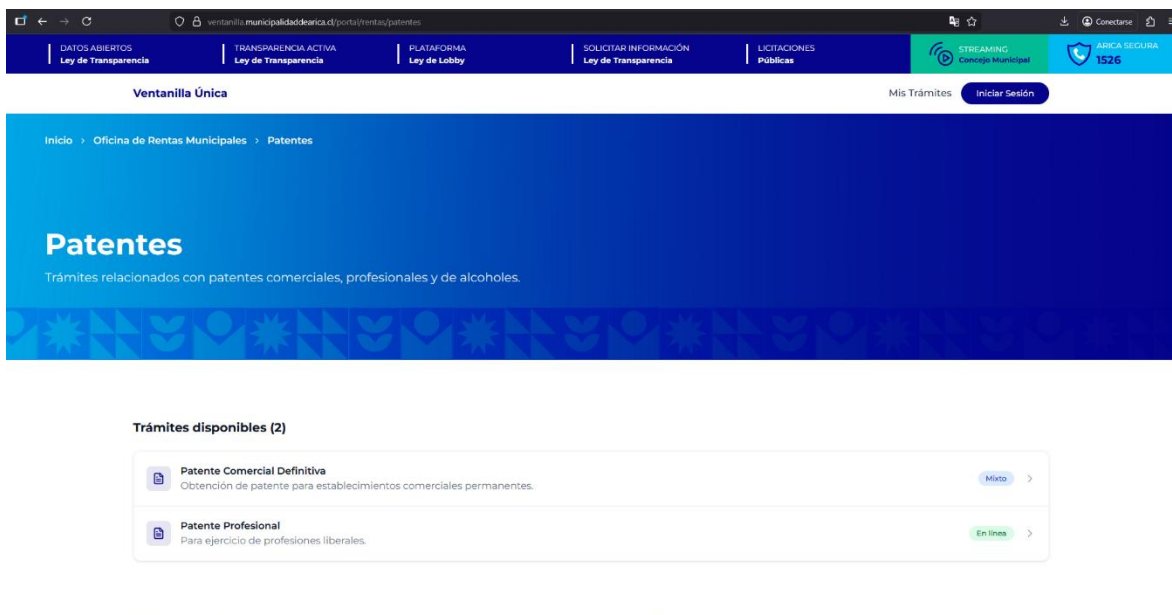 ventanilla.municipalidaddearica.cl/portal/rentas/patentes
Conectarse
DATOS ABIERTOS
Ley de Transparencia
TRANSPARENCIA ACTIVA
Ley de Transparencia
PLATAFORMA
Ley de Lobby
SOLICITAR INFORMACIÓN
Ley de Transparencia
LICITACIONES
Públicas
STREAMING
Concejo Municipal
ARICA SEGURA
1526
Ventanilla Única
Mis Trámites
Iniciar Sesión
Inicio > Oficina de Rentas Municipales > Patentes
Patentes
Trámites relacionados con patentes comerciales, profesionales y de alcoholes.
Trámites disponibles (2)
Patente Comercial Definitiva
Obtención de patente para establecimientos comerciales permanentes.
Mixto
Patente Profesional
Para ejercicio de profesiones liberales.
En línea